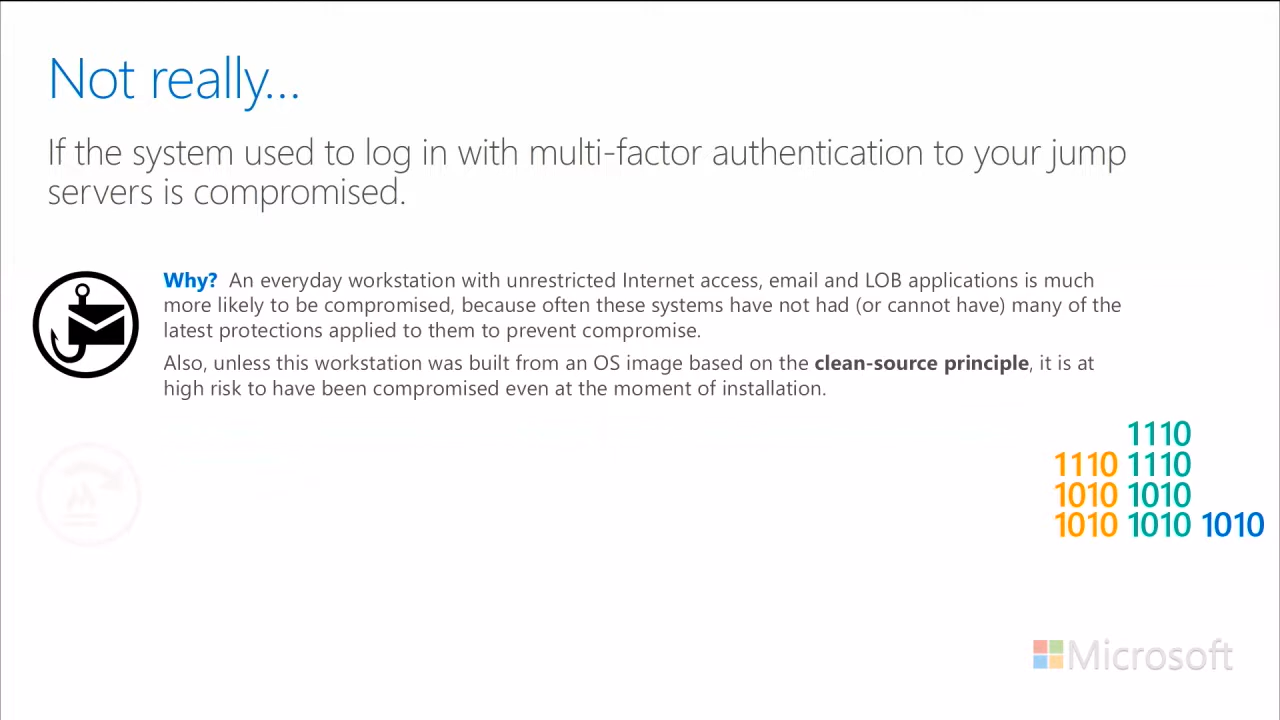 Not really...
If the system used to log in with multi-factor authentication to your jump
servers is compromised.
Why? An everyday workstation with unrestricted Internet access, email and LOB applications is much
more likely to be compromised, because often these systems have not had (or cannot have) many of the
latest protections applied to them to prevent compromise.
Also, unless this workstation was built from an OS image based on the clean-source principle, it is at
high risk to have been compromised even at the moment of installation.
1110
1110 1110
1010 1010
1010 1010 1010
Microsoft